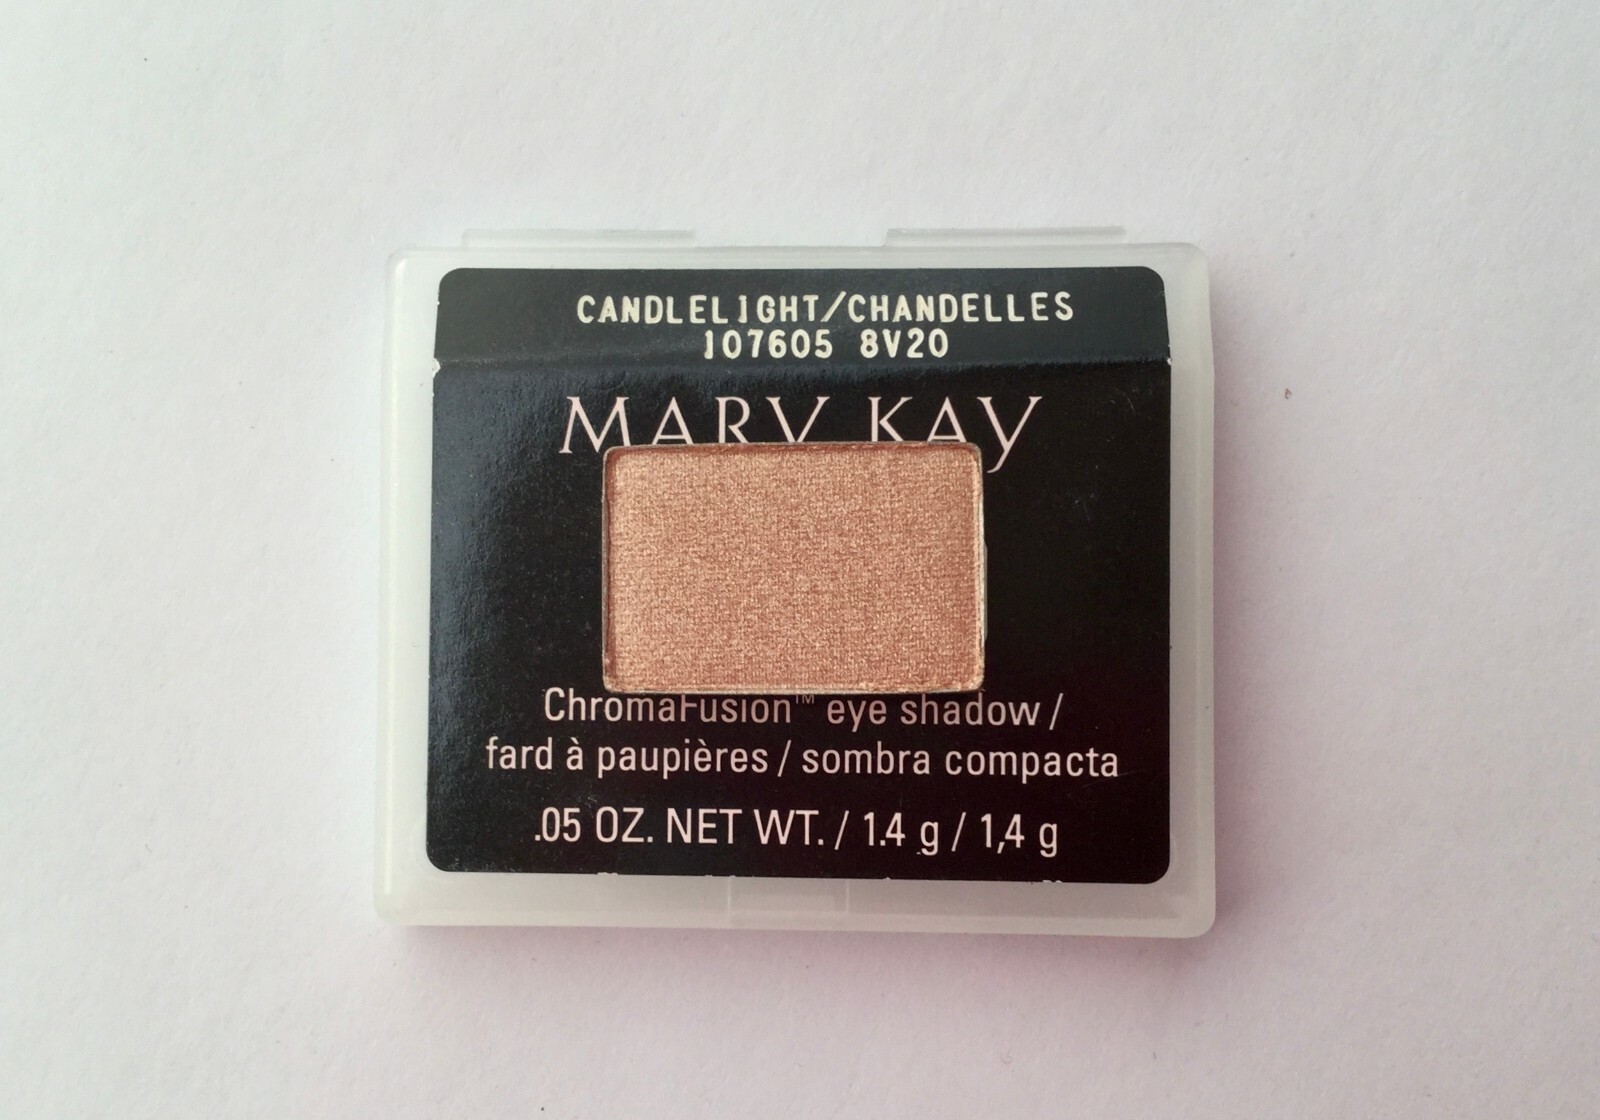 CANDLELIGHT/CHANDELLES
107605 8V20
MARY KAY
ChromaFusion™ eye shadow /
fard à paupières / sombra compacta
.05 OZ. NET WT. / 1.4 g / 1,4 g